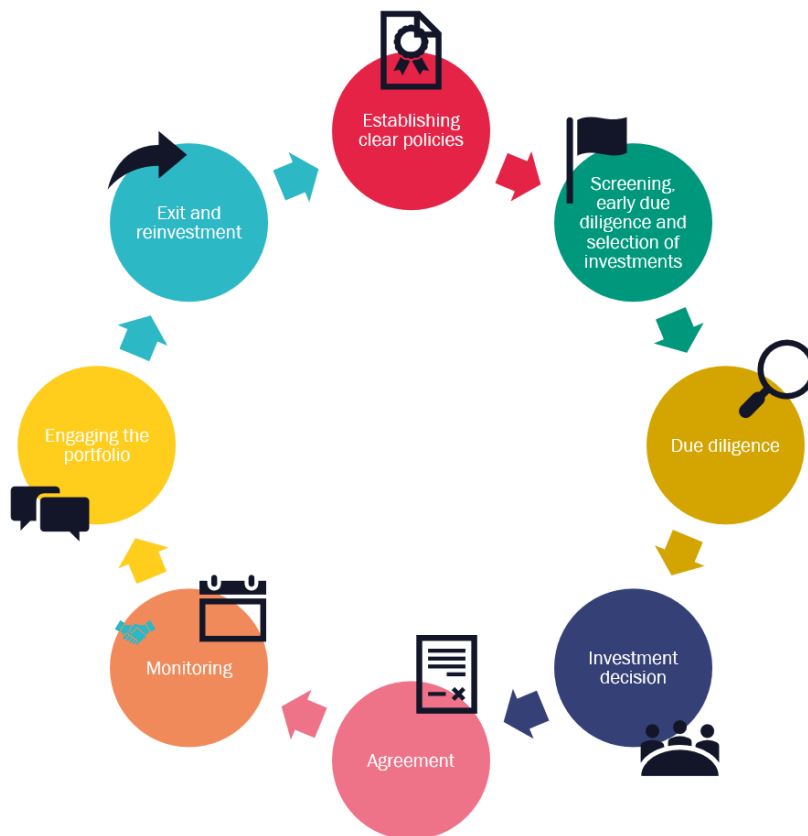 Establishing
clear policies
Screening,
early due
diligence and
selection of
investments
Due diligence
Investment
decision
Agreement
Monitoring
Engaging the
portfolio
Exit and
reinvestment